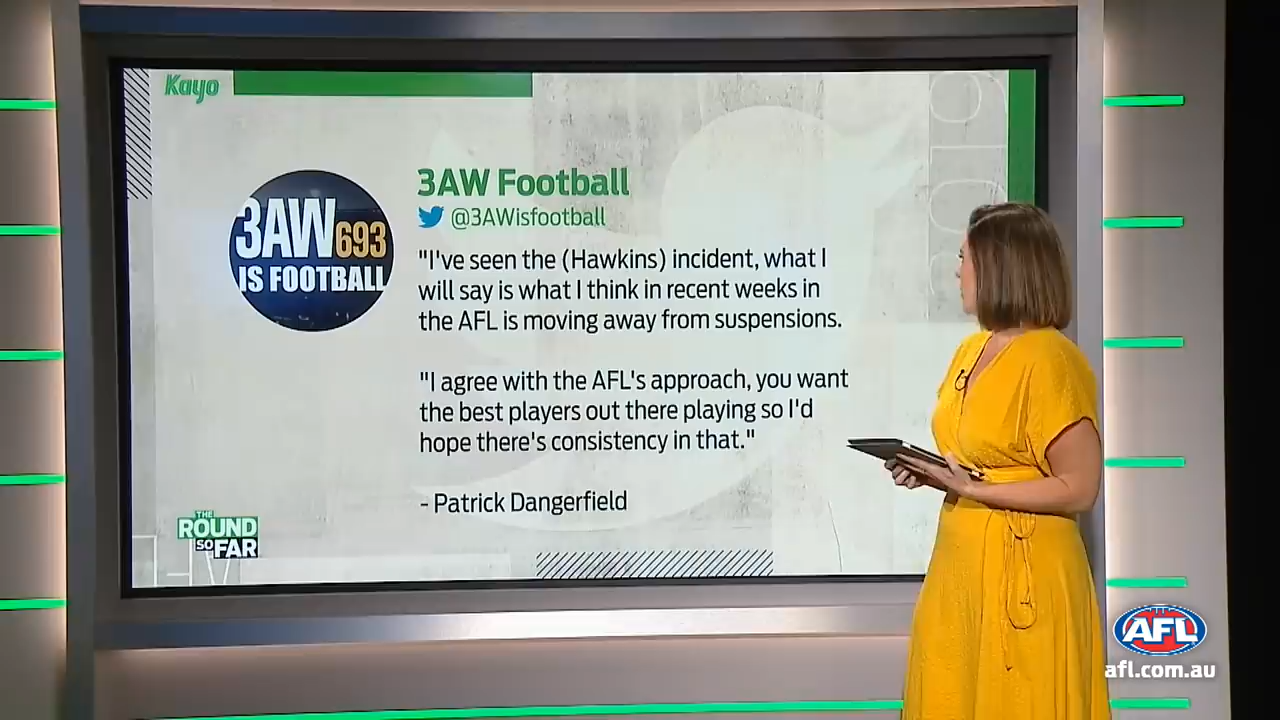 Kayo
3AW Football
@3AWisfootball
3AW693
IS FOOTBALL
"I've seen the (Hawkins) incident, what I
will say is what I think in recent weeks in
the AFL is moving away from suspensions.
"I agree with the AFL's approach, you want
the best players out there playing so I'd
hope there's consistency in that."
- Patrick Dangerfield
THE
ROUND
SO FAR
AFL
afl.com.au